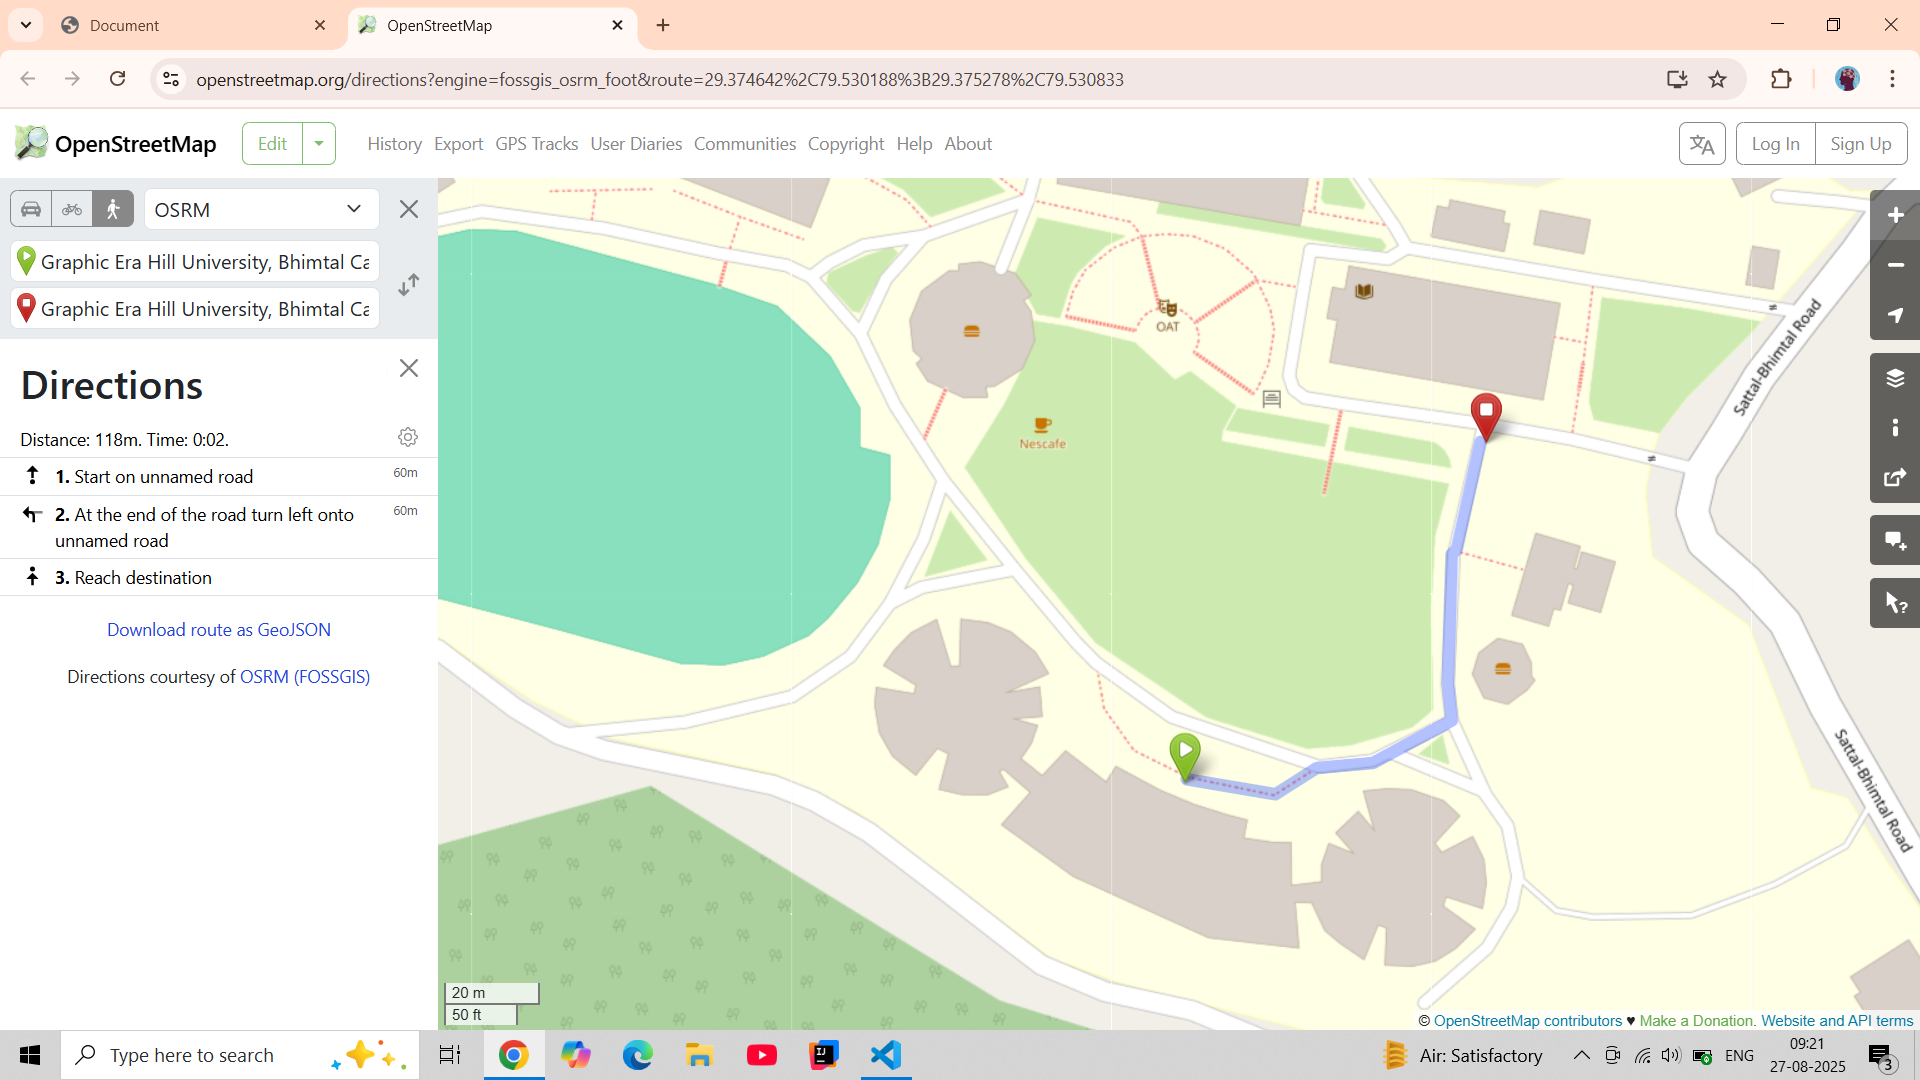 Document
OpenStreetMap
openstreetmap.org/directions?engine=fossgis_osrm_foot&route=29.374642%2C79.530188%3B29.375278%2C79.530833
OpenStreetMap
Edit
History
Export
GPS Tracks
User Diaries
Communities
Copyright
Help
About
Log In
Sign Up
OSRM
Graphic Era Hill University, Bhimtal Ca
Graphic Era Hill University, Bhimtal Ca
Directions
Distance: 118m. Time: 0:02.
1. Start on unnamed road
60m
2. At the end of the road turn left onto
unnamed road
60m
3. Reach destination
Download route as GeoJSON
Directions courtesy of OSRM (FOSSGIS)
OAT
Nescafe
Sattal-Bhimtal Road
Sattal-Bhimtal Road
20 m
50 ft
© OpenStreetMap contributors ♥ Make a Donation. Website and API terms
Type here to search
Air: Satisfactory
ENG
09:21
27-08-2025
3